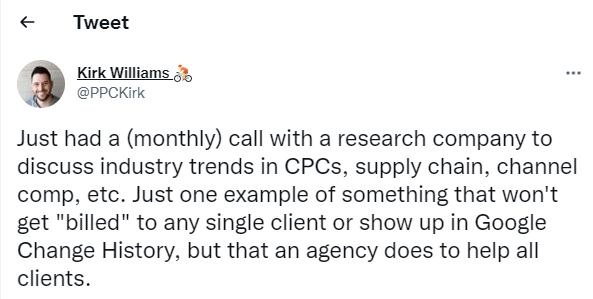 Tweet
Kirk Williams 🚴
@PPCKirk
Just had a (monthly) call with a research company to
discuss industry trends in CPCs, supply chain, channel
comp, etc. Just one example of something that won't
get "billed" to any single client or show up in Google
Change History, but that an agency does to help all
clients.